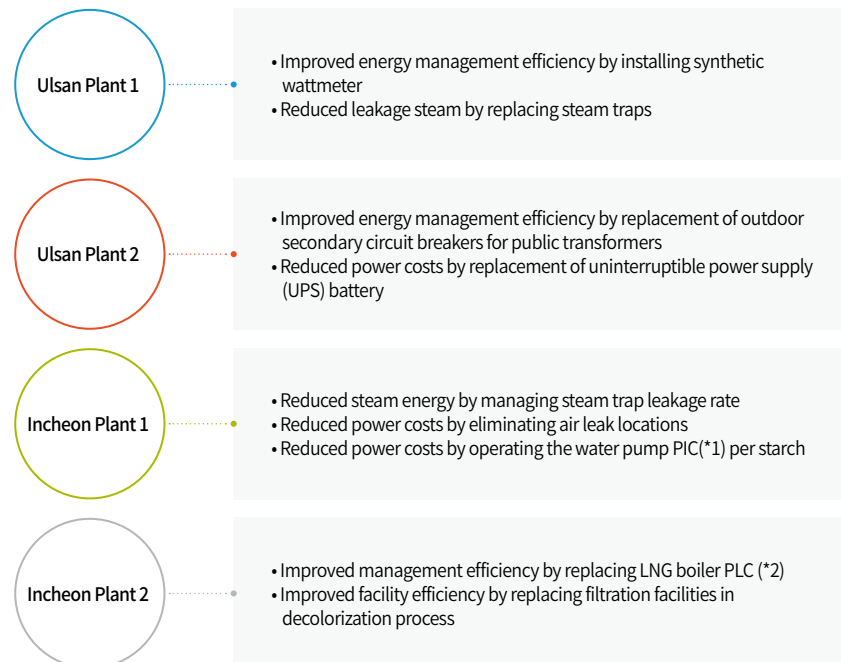 Ulsan Plant 1
• Improved energy management efficiency by installing synthetic
wattmeter
• Reduced leakage steam by replacing steam traps
Ulsan Plant 2
• Improved energy management efficiency by replacement of outdoor
secondary circuit breakers for public transformers
• Reduced power costs by replacement of uninterruptible power supply
(UPS) battery
Incheon Plant 1
• Reduced steam energy by managing steam trap leakage rate
• Reduced power costs by eliminating air leak locations
• Reduced power costs by operating the water pump PIC(*1) per starch
Incheon Plant 2
• Improved management efficiency by replacing LNG boiler PLC (*2)
• Improved facility efficiency by replacing filtration facilities in
decolorization process